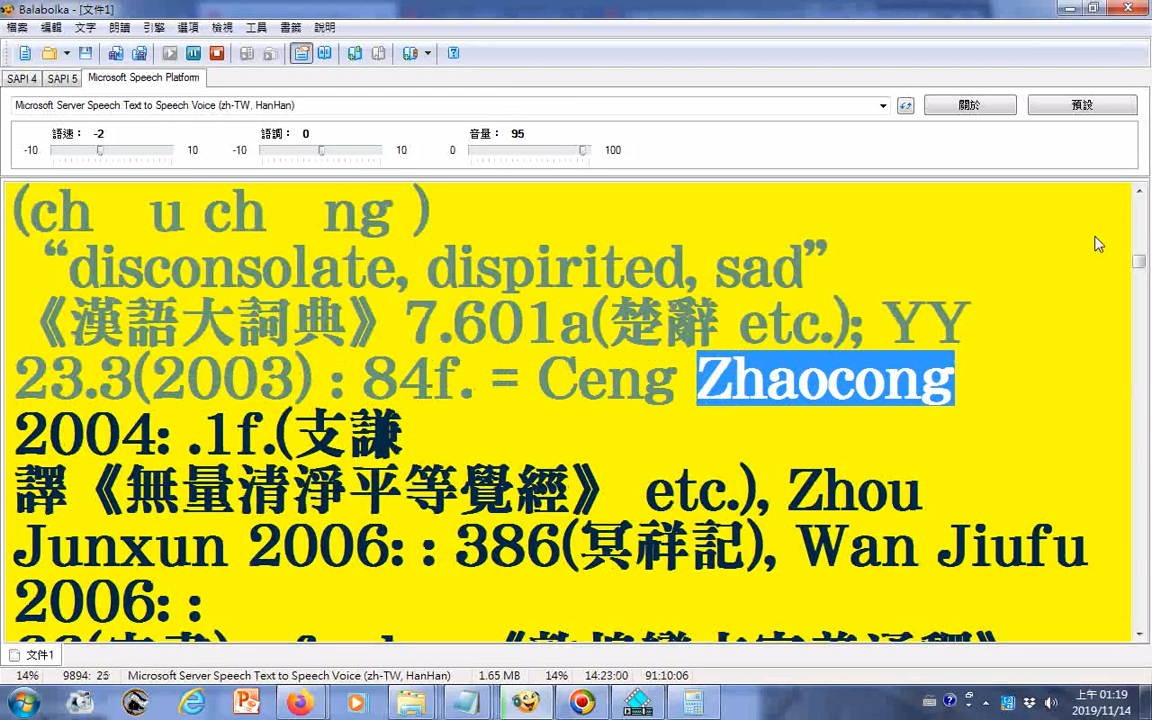 Balabolka - [文件1]
檔案 編輯 文字 朗讀 引擎 選項 檢視 工具 書籤 說明
SAPI 4 SAPI 5 Microsoft Speech Platform
Microsoft Server Speech Text to Speech Voice (zh-TW, HanHan) 關於 預設
語速： -2 語調： 0 音量： 95
-10 10 -10 10 0 100
(ch u ch ng )
“disconsolate, dispirited, sad”
《漢語大詞典》7.601a(楚辭 etc.); YY
23.3(2003) : 84f. = Ceng Zhaocong
2004: .1f.(支謙
譯《無量清淨平等覺經》 etc.), Zhou
Junxun 2006: : 386(冥祥記), Wan Jiufu
2006: :
文件1
14% 9894: 25 Microsoft Server Speech Text to Speech Voice (zh-TW, HanHan) 1.65 MB 14% 14:23:00 91:10:06
上午 01:19
2019/11/14